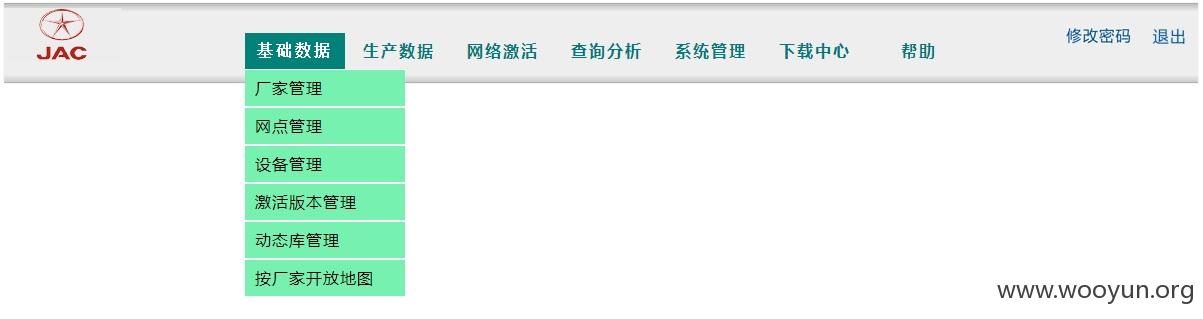 JAC
基础数据 生产数据 网络激活 查询分析 系统管理 下载中心 帮助 修改密码 退出
厂家管理
网点管理
设备管理
激活版本管理
动态库管理
按厂家开放地图
www.wooyun.org